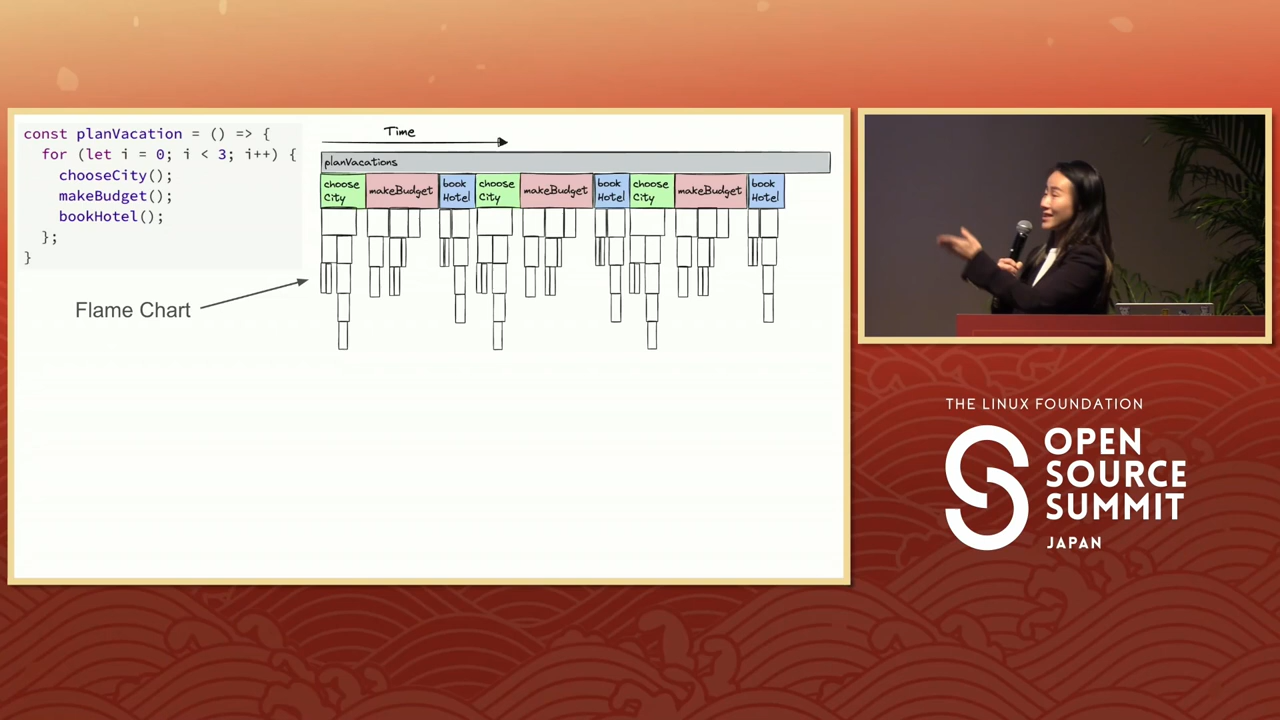 const planVacation = () => {
for (let i = 0; i < 3; i++) {
chooseCity();
makeBudget();
bookHotel();
};
}
Flame Chart
Time
planVacations
choose City
makeBudget
book Hotel
choose City
makeBudget
book Hotel
choose City
makeBudget
book Hotel
THE LINUX FOUNDATION
OPEN
SOURCE
SUMMIT
JAPAN